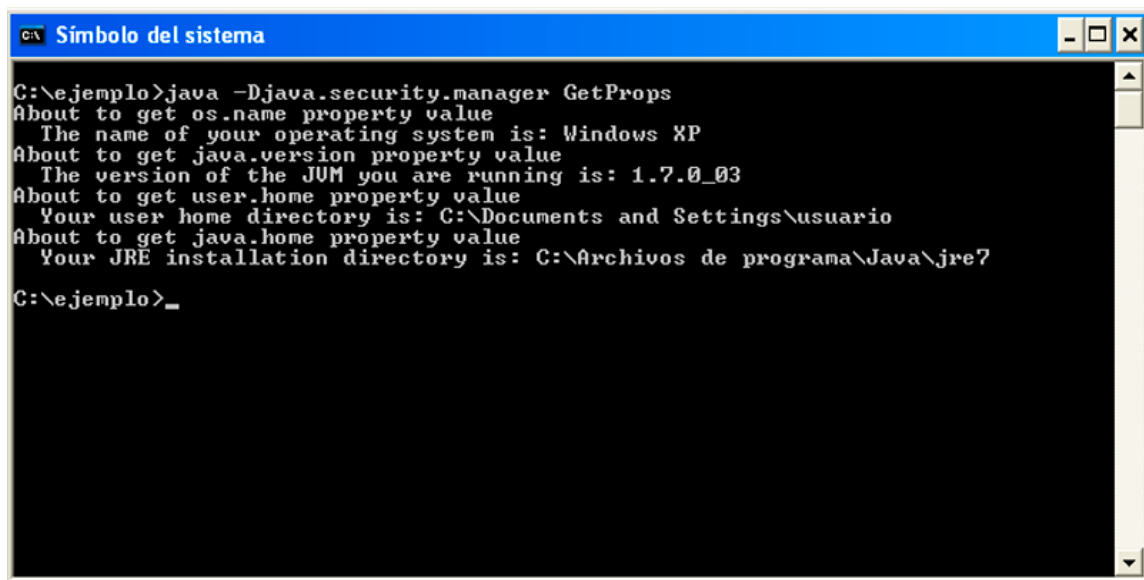 Símbolo del sistema
C:\ejemplo>java -Djava.security.manager GetProps
About to get os.name property value
  The name of your operating system is: Windows XP
About to get java.version property value
  The version of the JVM you are running is: 1.7.0_03
About to get user.home property value
  Your user home directory is: C:\Documents and Settings\usuario
About to get java.home property value
  Your JRE installation directory is: C:\Archivos de programa\Java\jre7
C:\ejemplo>_